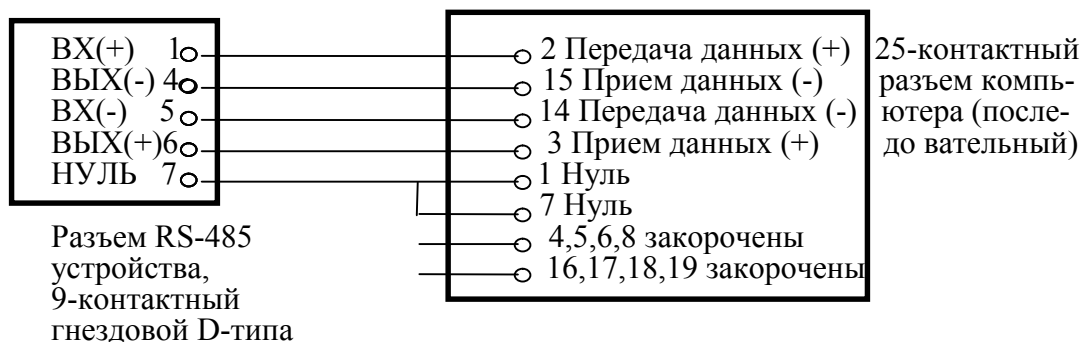 ВХ(+) 1
ВЫХ(-) 4
ВХ(-) 5
ВЫХ(+)6
НУЛЬ 7
Разъем RS-485
устройства,
9-контактный
гнездовой D-типа
2 Передача данных (+)
15 Прием данных (-)
14 Передача данных (-)
3 Прием данных (+)
1 Нуль
7 Нуль
4,5,6,8 закорочены
16,17,18,19 закорочены
25-контактный
разъем компь-
ютера (после-
до вательный)